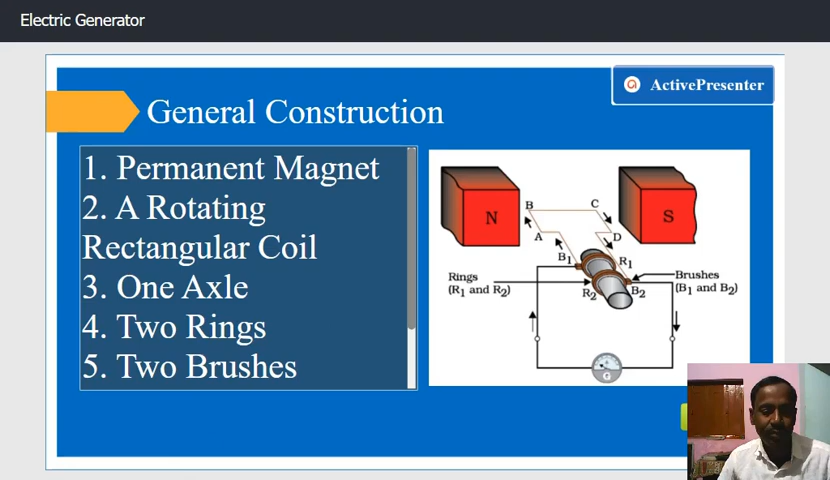 Electric Generator
ActivePresenter
General Construction
1. Permanent Magnet
2. A Rotating
Rectangular Coil
3. One Axle
4. Two Rings
5. Two Brushes
N
S
B
C
A
D
B1
R1
Rings
(R1 and R2)
R2
B2
Brushes
(B1 and B2)
G